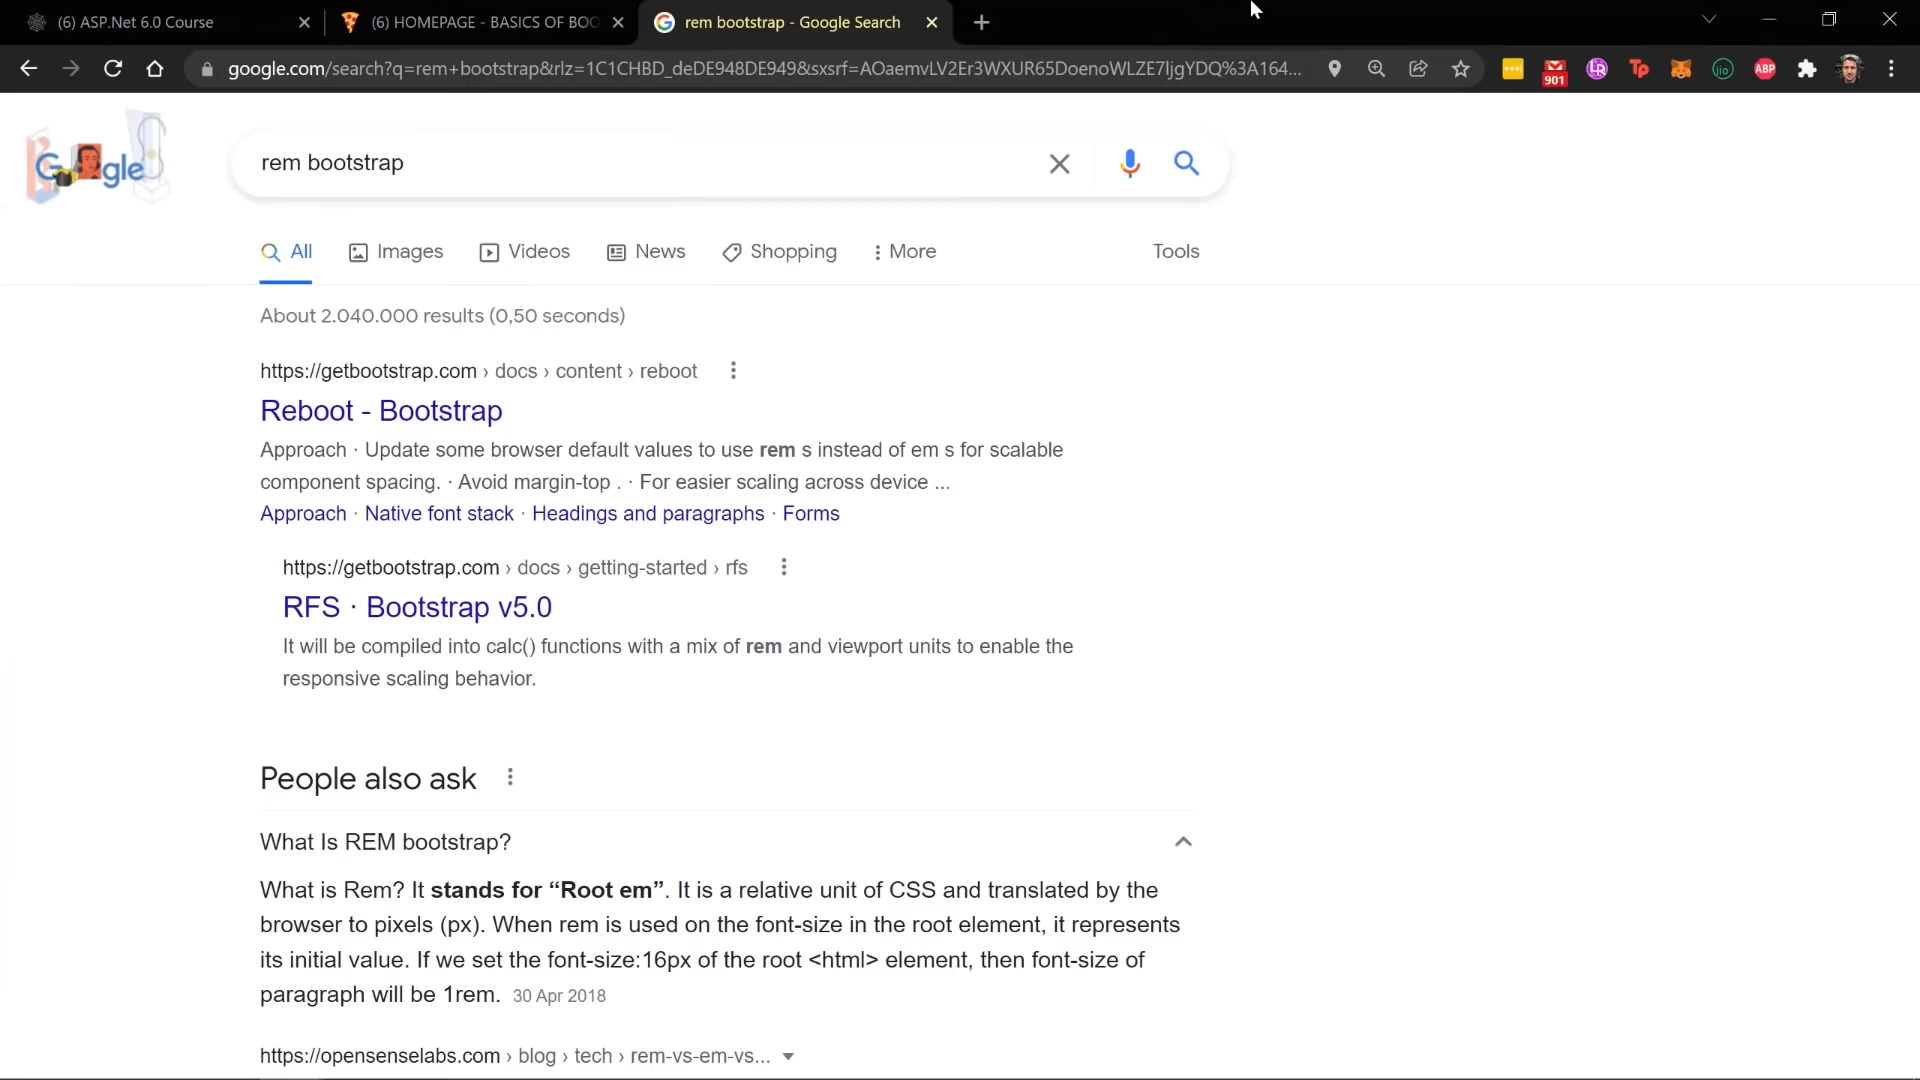 (6) ASP.Net 6.0 Course
(6) HOMEPAGE - BASICS OF BOO
rem bootstrap - Google Search
google.com/search?q=rem+bootstrap&rlz=1C1CHBD_deDE948DE949&sxsrf=AOaemvLV2Er3WXUR65DoenoWLZE7ljgYDQ%3A164...
901
LR
Tp
jio
ABP
Google
rem bootstrap
All
Images
Videos
News
Shopping
More
Tools
About 2.040.000 results (0,50 seconds)
https://getbootstrap.com › docs › content › reboot
Reboot - Bootstrap
Approach · Update some browser default values to use rem s instead of em s for scalable
component spacing. · Avoid margin-top . · For easier scaling across device ...
Approach · Native font stack · Headings and paragraphs · Forms
https://getbootstrap.com › docs › getting-started › rfs
RFS · Bootstrap v5.0
It will be compiled into calc() functions with a mix of rem and viewport units to enable the
responsive scaling behavior.
People also ask
What Is REM bootstrap?
What is Rem? It stands for “Root em”. It is a relative unit of CSS and translated by the
browser to pixels (px). When rem is used on the font-size in the root element, it represents
its initial value. If we set the font-size:16px of the root <html> element, then font-size of
paragraph will be 1rem. 30 Apr 2018
https://opensenselabs.com › blog › tech › rem-vs-em-vs...